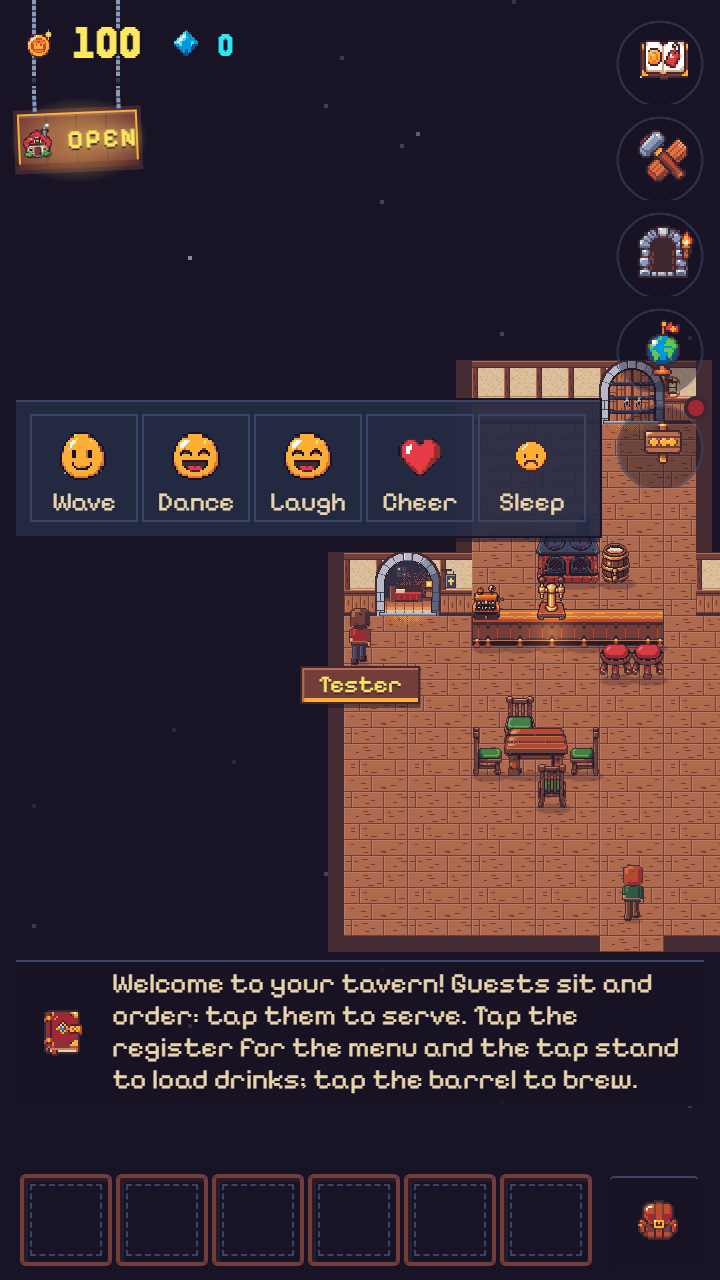 100
0
OPEN
Wave
Dance
Laugh
Cheer
Sleep
Tester
Welcome to your tavern! Guests sit and
order: tap them to serve. Tap the
register for the menu and the tap stand
to load drinks; tap the barrel to brew.